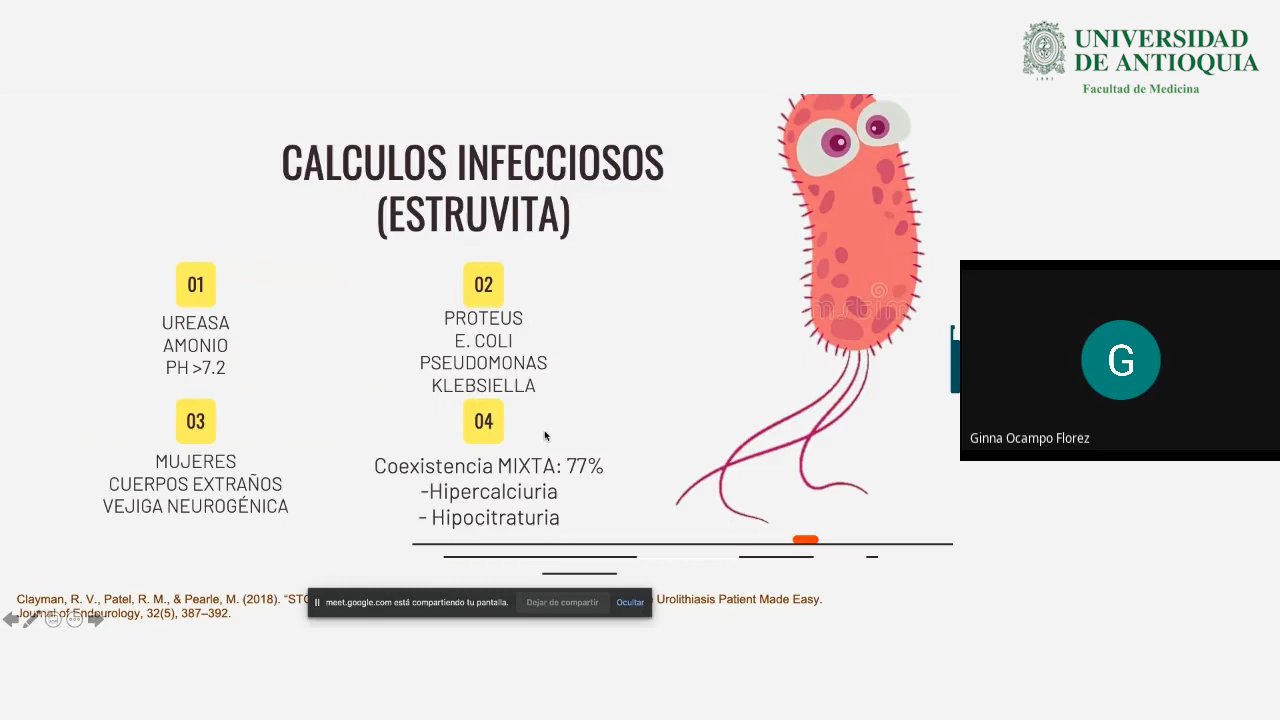 UNIVERSIDAD
DE ANTIOQUIA
Facultad de Medicina
1803
CALCULOS INFECCIOSOS
(ESTRUVITA)
01
UREASA
AMONIO
PH >7.2
02
PROTEUS
E. COLI
PSEUDOMONAS
KLEBSIELLA
03
MUJERES
CUERPOS EXTRAÑOS
VEJIGA NEUROGÉNICA
04
Coexistencia MIXTA: 77%
-Hipercalciuria
- Hipocitraturia
G
Ginna Ocampo Florez
Clayman, R. V., Patel, R. M., & Pearle, M. (2018). “STO Urolithiasis Patient Made Easy.
Journal of Endourology, 32(5), 387–392.
meet.google.com está compartiendo tu pantalla.
Dejar de compartir
Ocultar